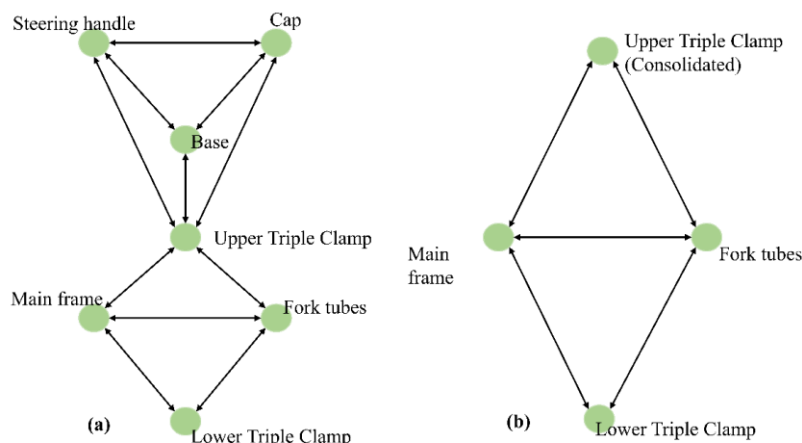 Steering handle
Cap
Base
Upper Triple Clamp
Main frame
Fork tubes
Lower Triple Clamp
(a)
Upper Triple Clamp
(Consolidated)
Main
frame
Fork tubes
Lower Triple Clamp
(b)